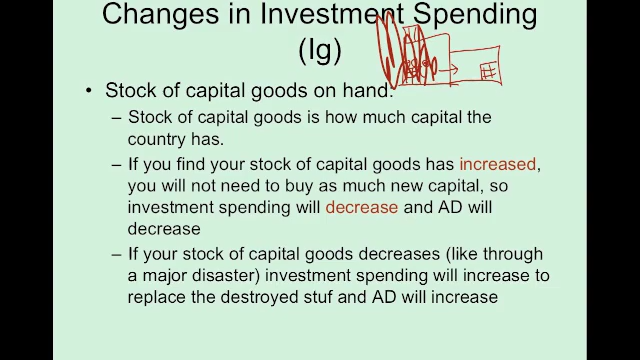 Changes in Investment Spending
(Ig)
• Stock of capital goods on hand:
– Stock of capital goods is how much capital the
country has.
– If you find your stock of capital goods has increased,
you will not need to buy as much new capital, so
investment spending will decrease and AD will
decrease
– If your stock of capital goods decreases (like through
a major disaster) investment spending will increase to
replace the destroyed stuf and AD will increase